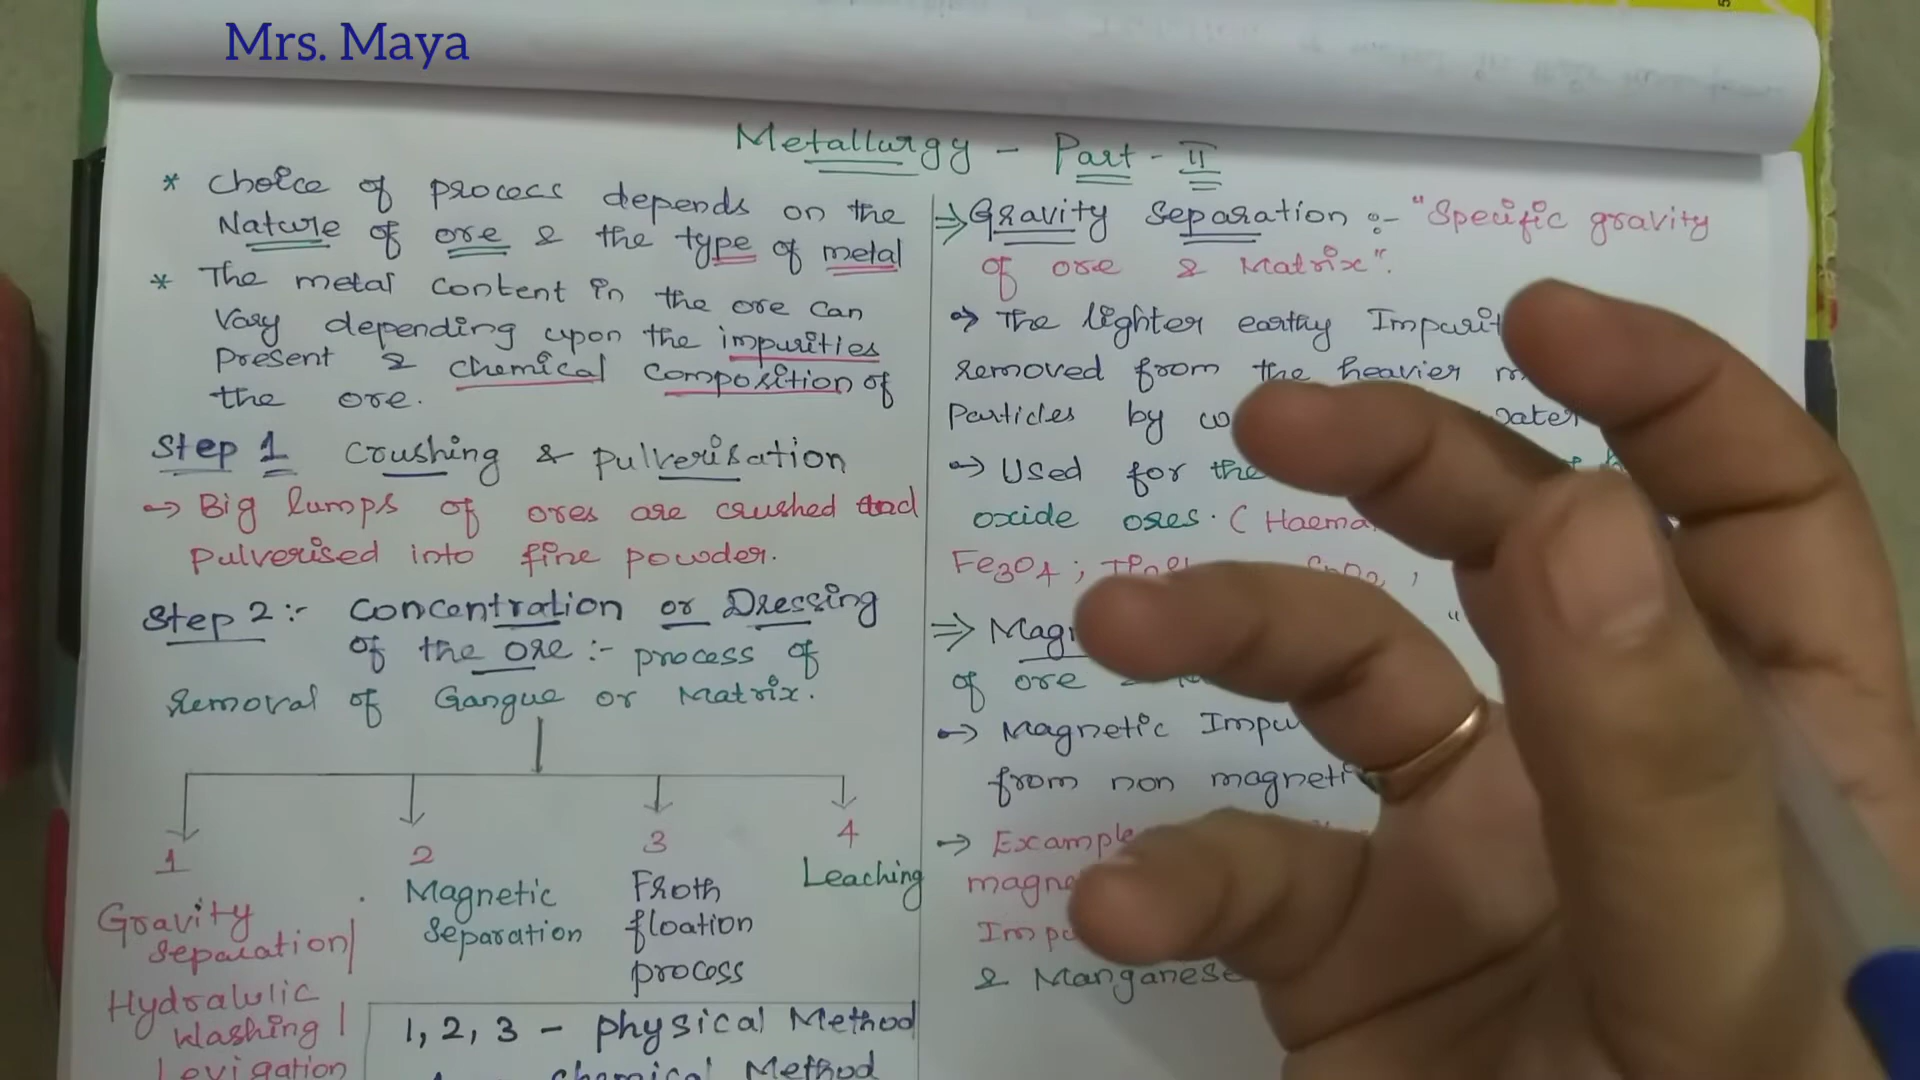 Mrs. Maya
Metallurgy - Part - II
* Choice of process depends on the
Nature of ore & the type of metal
* The metal content in the ore can
Vary depending upon the impurities
present & chemical composition of
the ore.
Step 1 Crushing & pulverisation
→ Big lumps of ores are crushed and
pulverised into fine powder.
Step 2 :- Concentration or Dressing
of the ore :- process of
removal of Gangue or Matrix.
1
Gravity
separation/
Hydralulic
Washing /
Levigation
2
Magnetic
separation
3
Froth
floation
process
4
Leaching
1, 2, 3 - physical Method
chemical Method
⇒ Gravity Separation :- "Specific gravity
of ore & Matrix".
→ The lighter earthy
removed from the heavier
Particles by
→ Used for the
oxide ores. (
Fe3O4 ;
⇒
of ore
→ Magnetic
from non
→
& Manganese